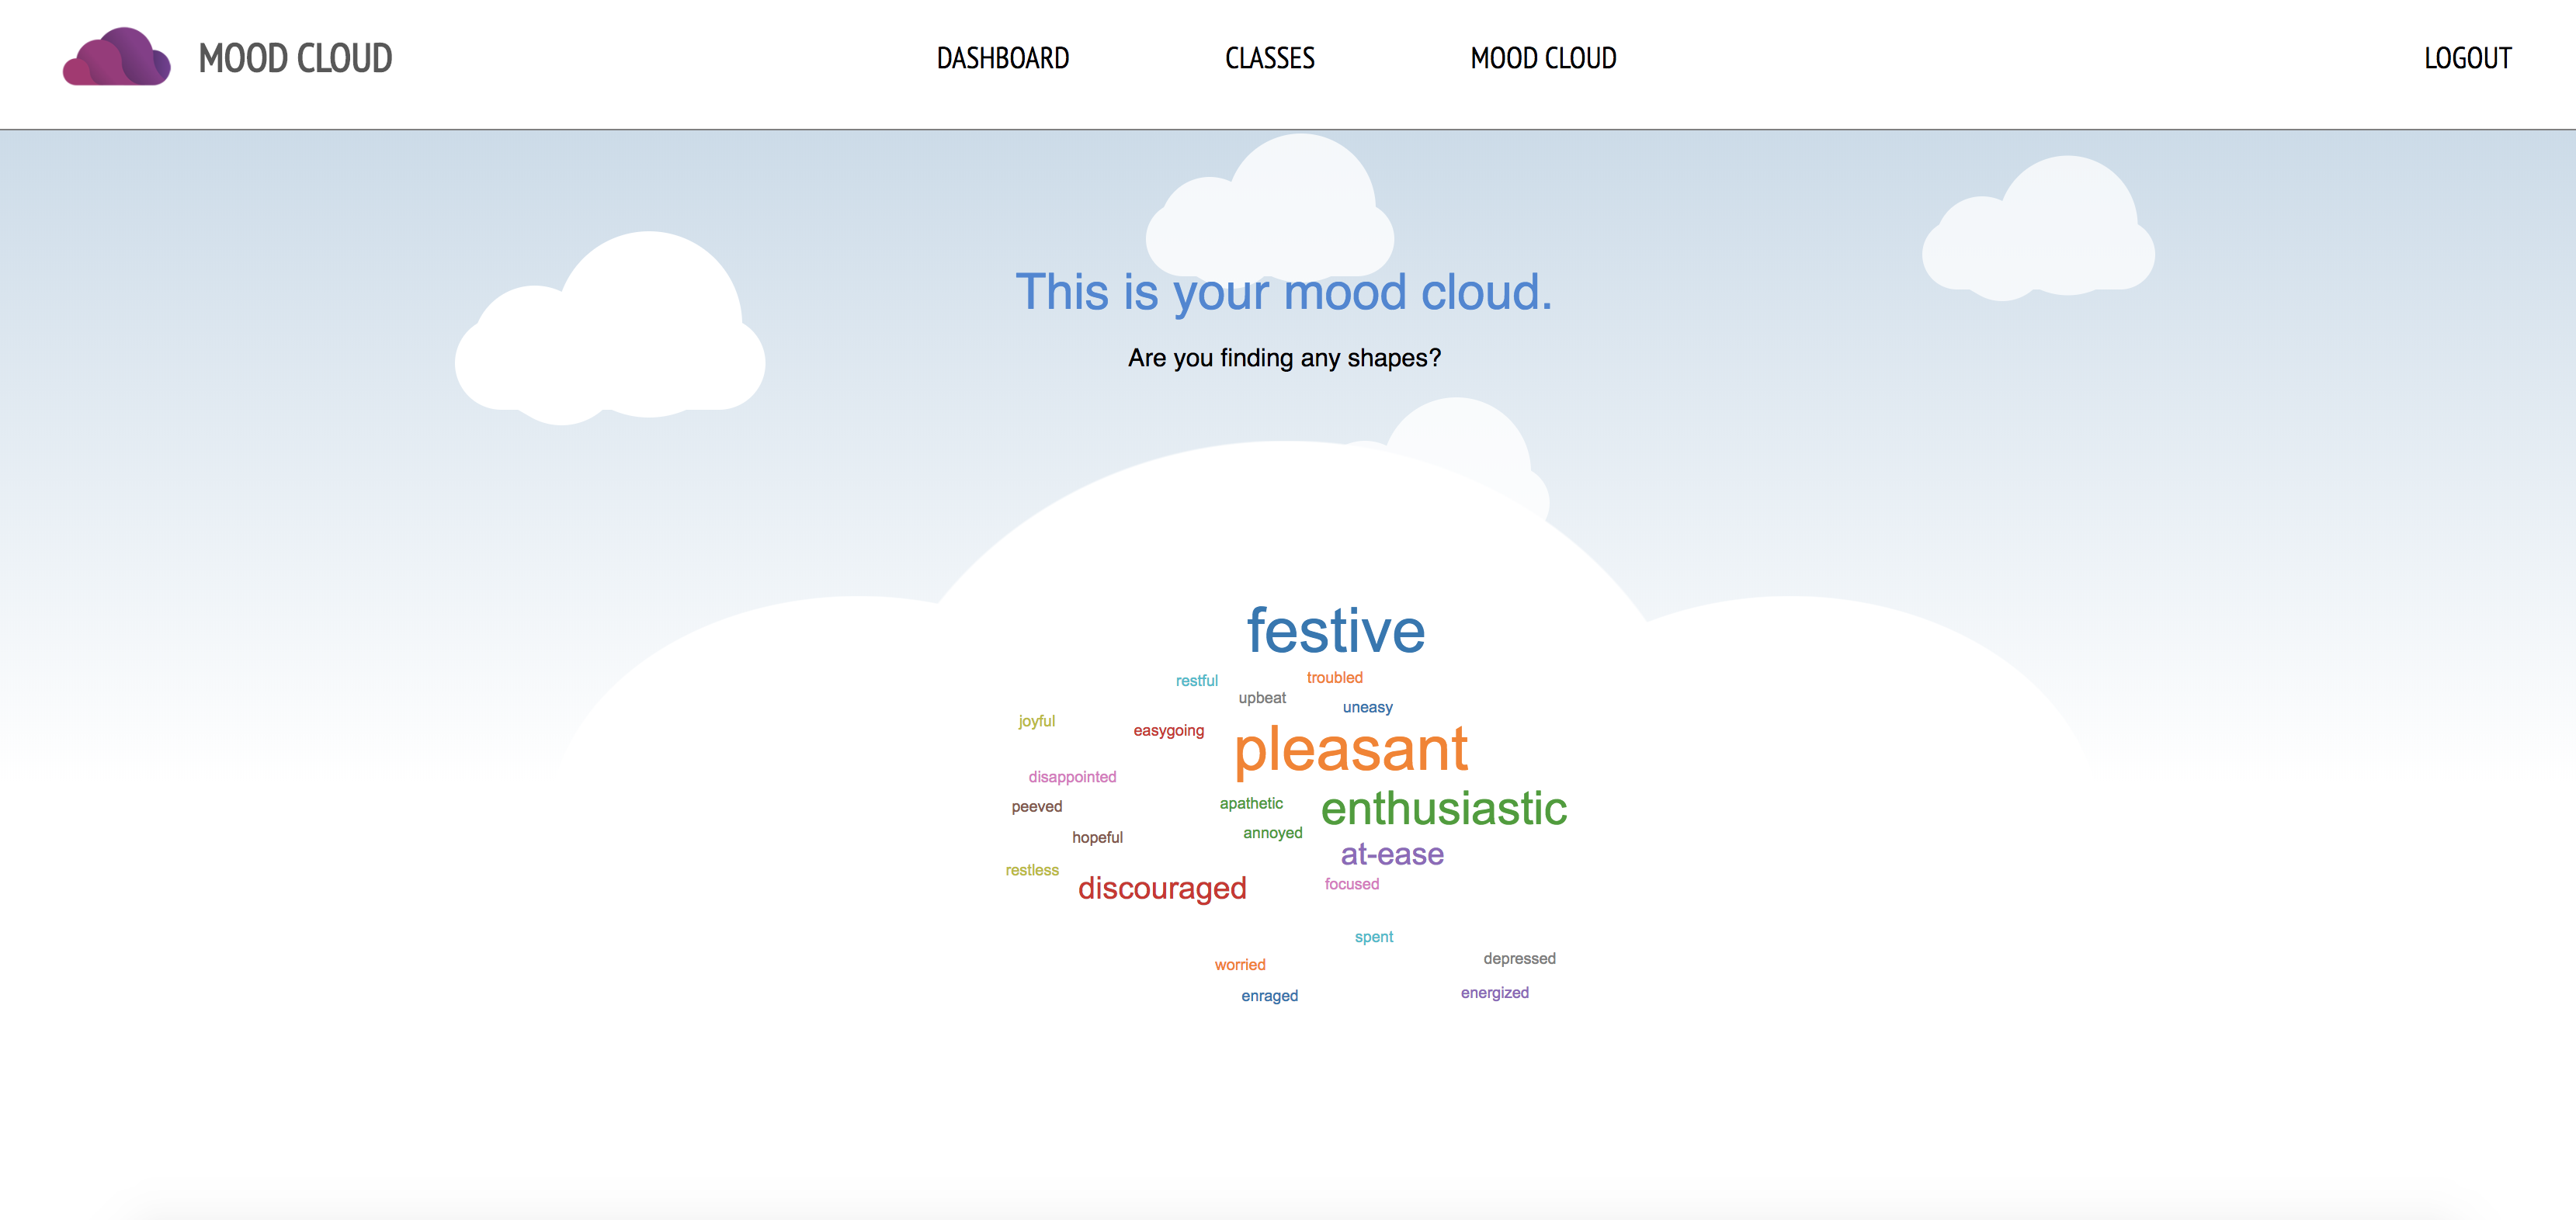 MOOD CLOUD
DASHBOARD
CLASSES
MOOD CLOUD
LOGOUT
This is your mood cloud.
Are you finding any shapes?
festive
restful
troubled
upbeat
uneasy
joyful
easygoing
pleasant
disappointed
peeved
apathetic
enthusiastic
hopeful
annoyed
at-ease
restless
discouraged
focused
spent
worried
depressed
enraged
energized